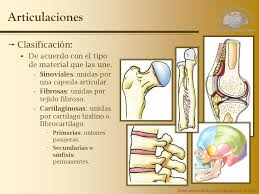 Articulaciones
→ Clasificación:
• De acuerdo con el tipo
de material que las une.
- Sinoviales: unidas por
una capsula articular.
- Fibrosas: unidas por
tejido fibroso.
- Cartilaginosas: unidas
por cartílago hialino o
fibrocartílago.
• Primarias: uniones
pasajeras.
• Secundarias o
sínfisis:
permanentes.